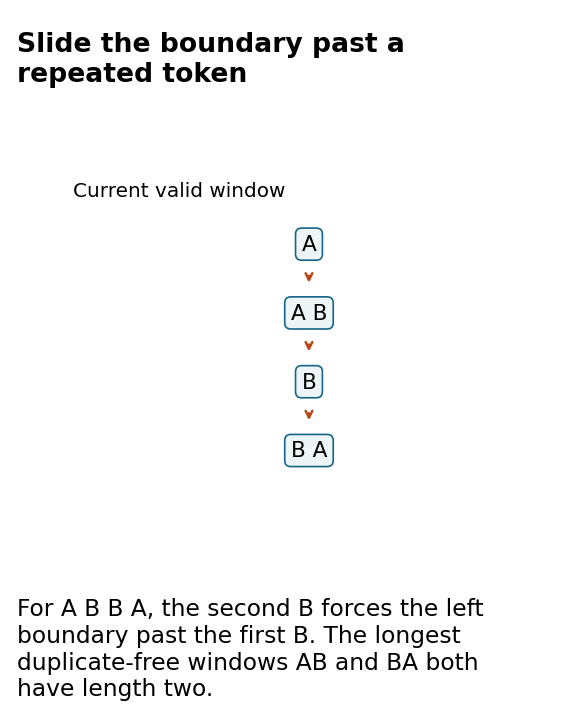 Slide the boundary past a
repeated token
Current valid window
A
A B
B
B A
For A B B A, the second B forces the left
boundary past the first B. The longest
duplicate-free windows AB and BA both
have length two.